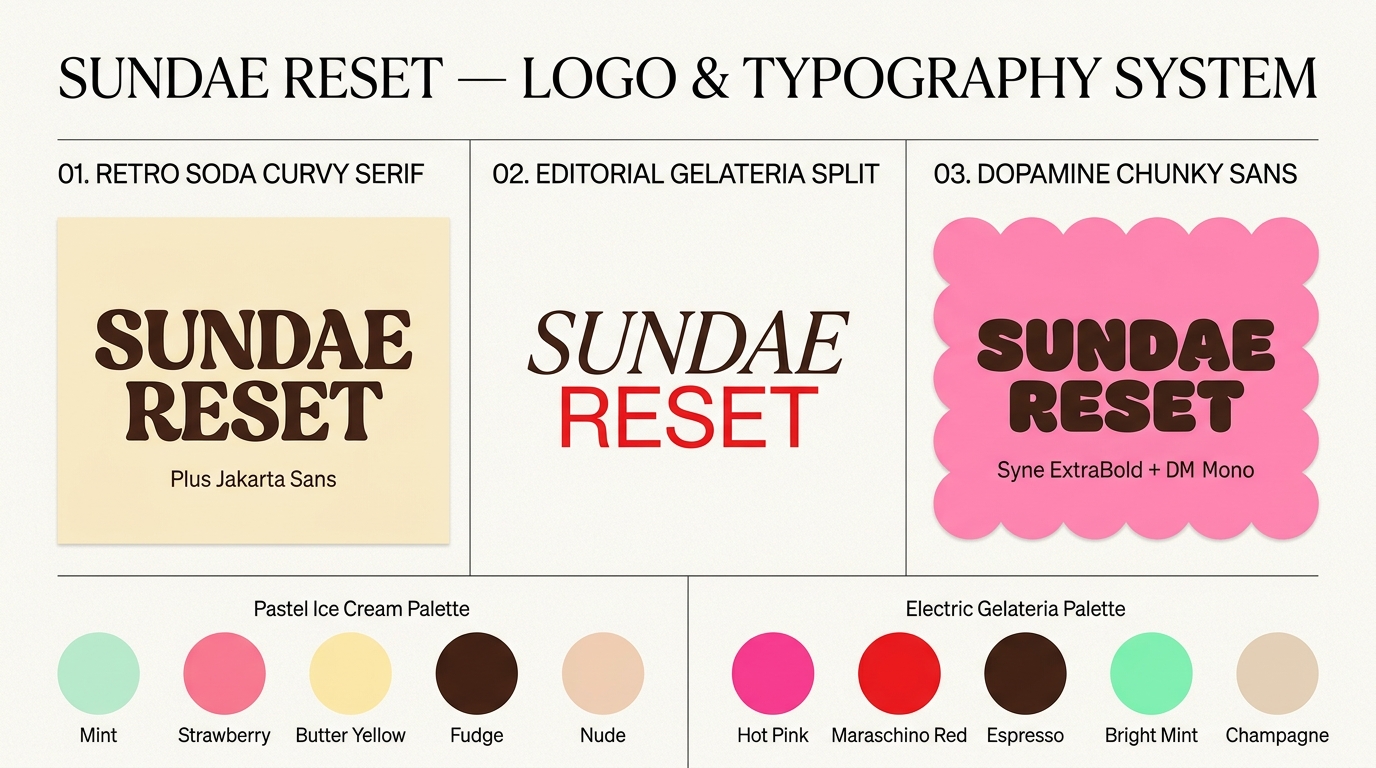 SUNDAE RESET — LOGO & TYPOGRAPHY SYSTEM
01. RETRO SODA CURVY SERIF
SUNDAE
RESET
Plus Jakarta Sans
02. EDITORIAL GELATERIA SPLIT
SUNDAE
RESET
03. DOPAMINE CHUNKY SANS
SUNDAE
RESET
Syne ExtraBold + DM Mono
Pastel Ice Cream Palette
Mint
Strawberry
Butter Yellow
Fudge
Nude
Electric Gelateria Palette
Hot Pink
Maraschino Red
Espresso
Bright Mint
Champagne